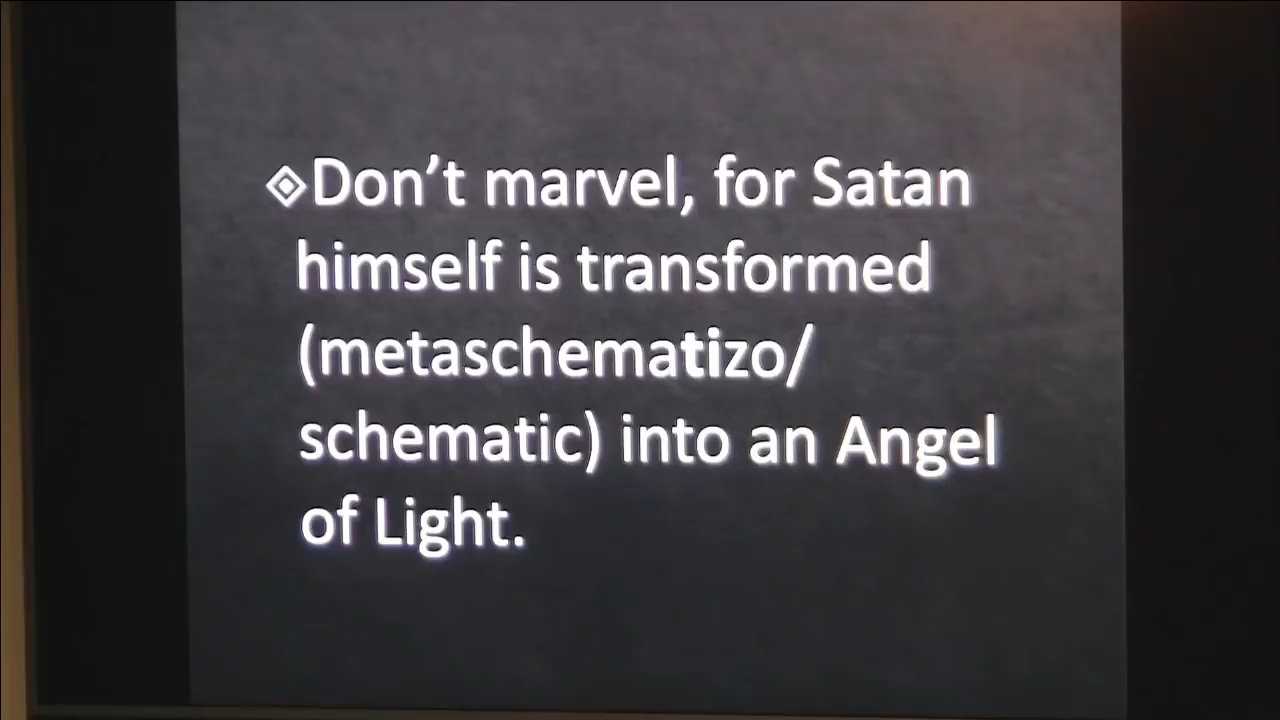 Don't marvel, for Satan
himself is transformed
(metaschematizo/
schematic) into an Angel
of Light.